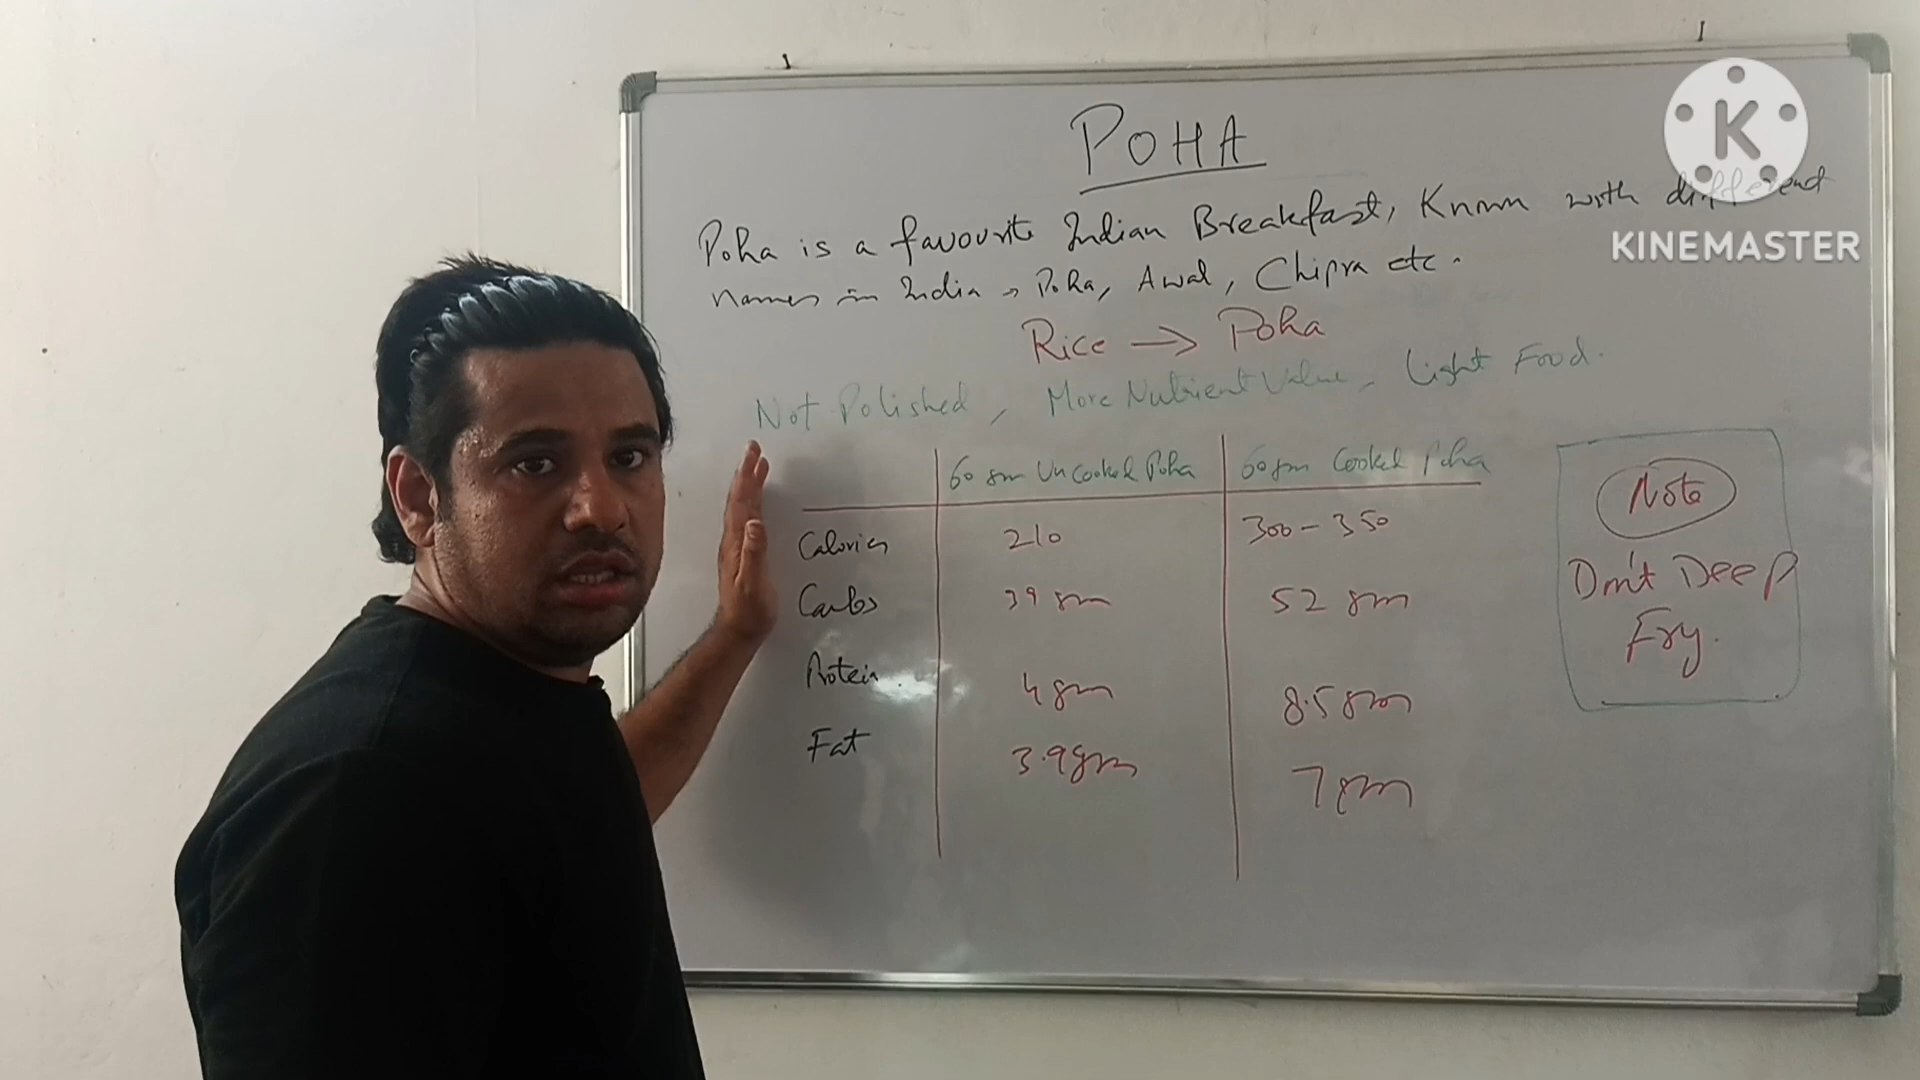 POHA
Poha is a favourite Indian Breakfast, Known with different
names in India → Poha, Awal, Chipra etc.
Rice → Poha
Not Polished, More Nutrient Value, Light Food.
60 gm Uncooked Poha 60 gm Cooked Poha
Calories 210 300-350
Carbs 39 gm 52 gm
Protein 4 gm 8.5 gm
Fat 3.9 gm 7 gm
Note
Don't Deep
Fry.
K
KINEMASTER